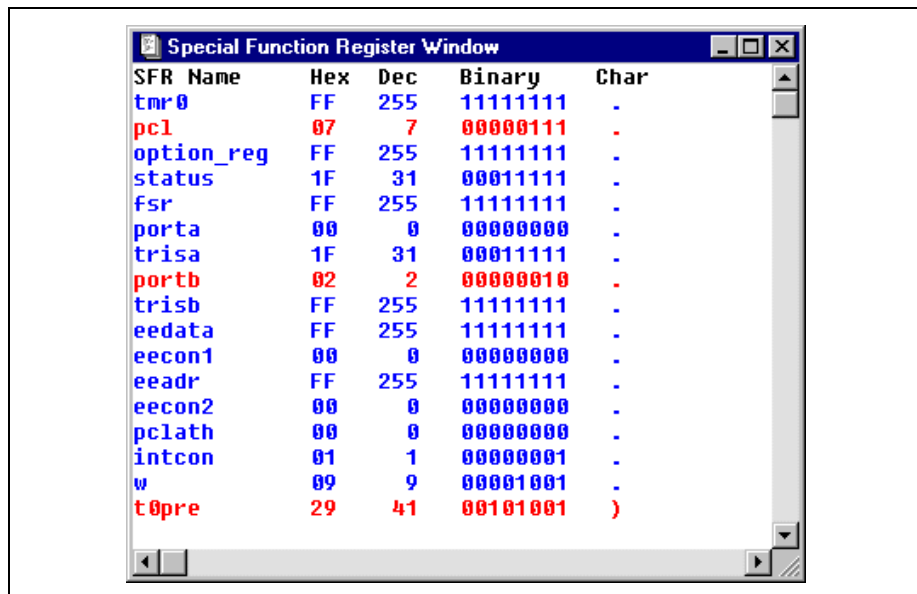 Special Function Register Window
SFR Name Hex Dec Binary Char
tmr0 FF 255 11111111 .
pcl 07 7 00000111 .
option_reg FF 255 11111111 .
status 1F 31 00011111 .
fsr FF 255 11111111 .
porta 00 0 00000000 .
trisa 1F 31 00011111 .
portb 02 2 00000010 .
trisb FF 255 11111111 .
eedata FF 255 11111111 .
eecon1 00 0 00000000 .
eeadr FF 255 11111111 .
eecon2 00 0 00000000 .
pclath 00 0 00000000 .
intcon 01 1 00000001 .
w 09 9 00001001 .
t0pre 29 41 00101001 )